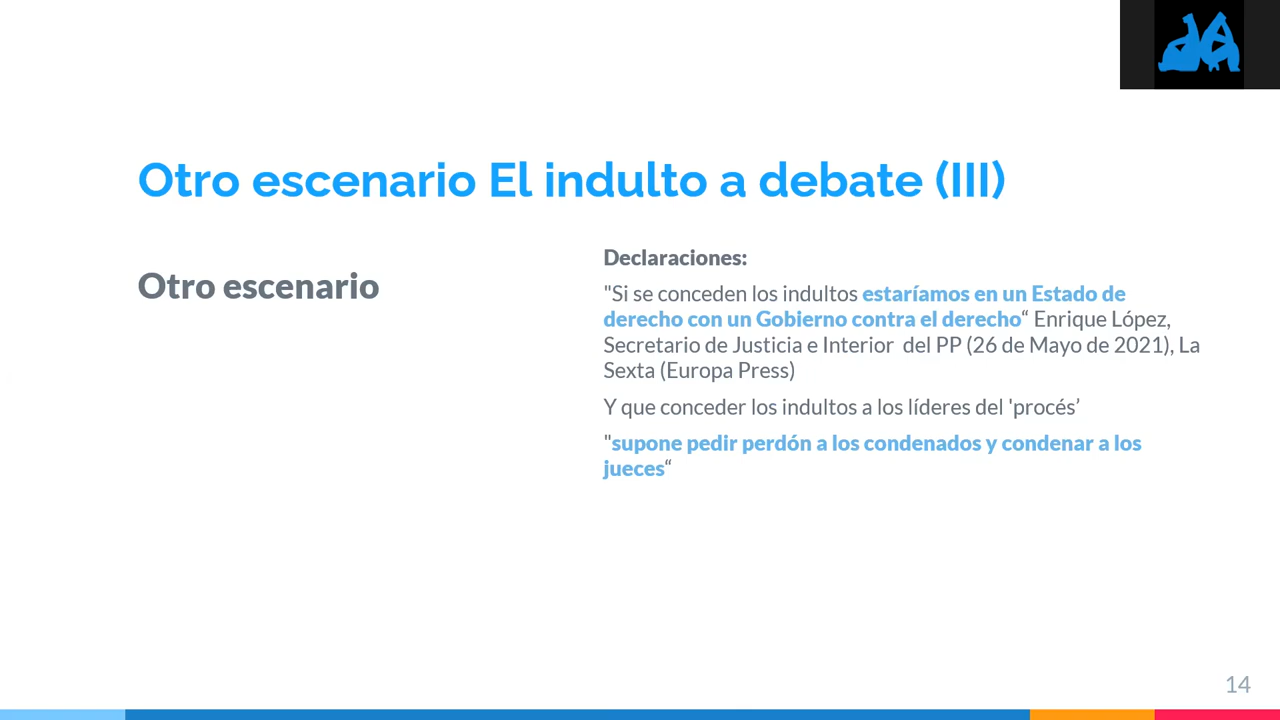 Otro escenario El indulto a debate (III)
Otro escenario
Declaraciones:
"Si se conceden los indultos estaríamos en un Estado de
derecho con un Gobierno contra el derecho“ Enrique López,
Secretario de Justicia e Interior  del PP (26 de Mayo de 2021), La
Sexta (Europa Press)
Y que conceder los indultos a los líderes del 'procés’
"supone pedir perdón a los condenados y condenar a los
jueces“
14